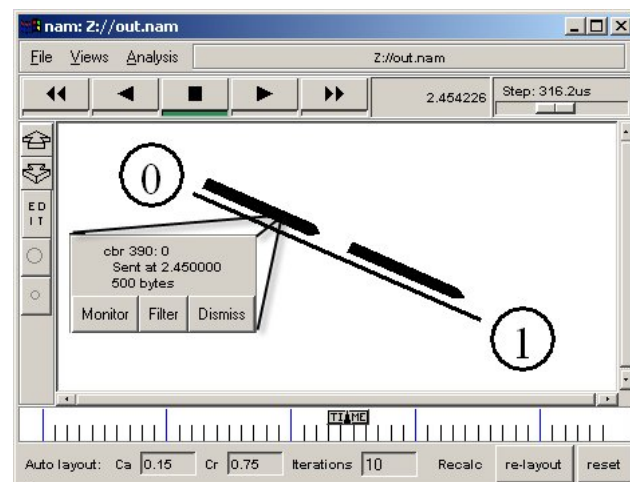 nam: Z://out.nam
File Views Analysis Z://out.nam
2.454226 Step: 316.2us
ED
IT
0
cbr 390: 0
Sent at 2.450000
500 bytes
Monitor Filter Dismiss
1
TIME
Auto layout: Ca 0.15 Cr 0.75 Iterations 10 Recalc re-layout reset